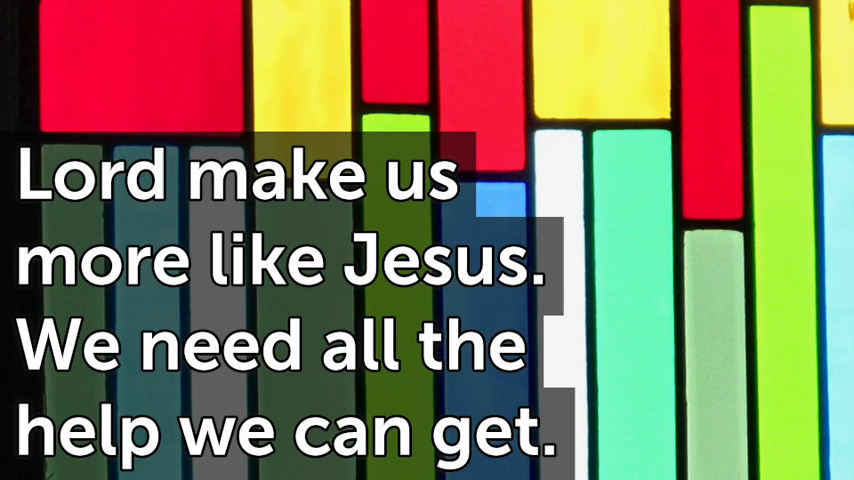 Lord make us
more like Jesus.
We need all the
help we can get.